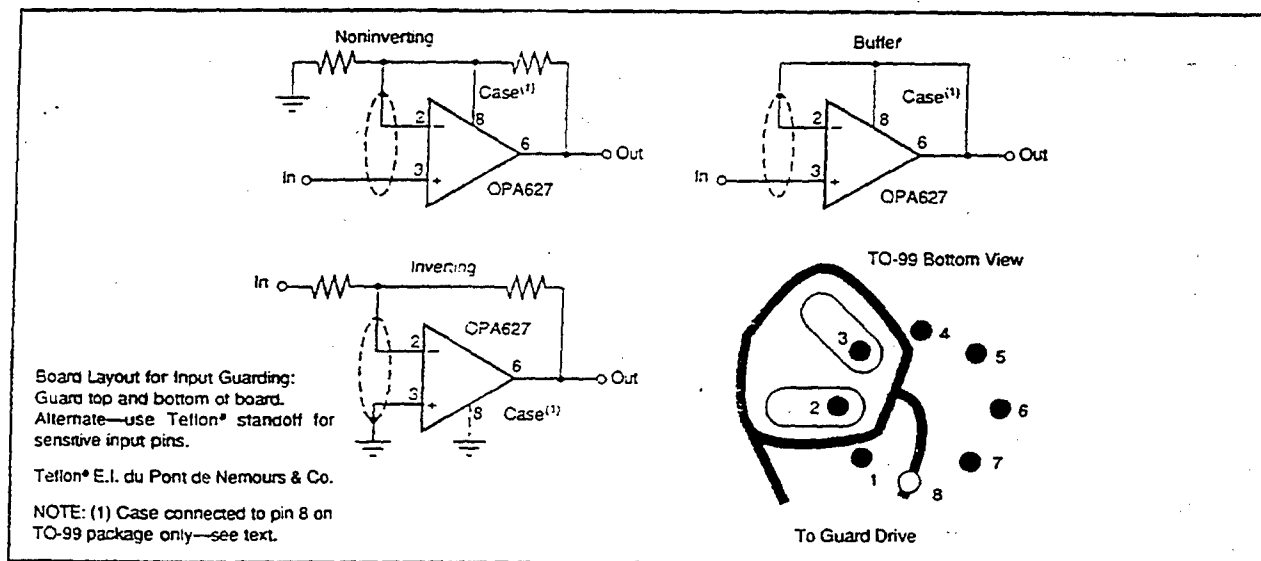 Noninverting
Case(1)
2
−
8
6
Out
In
3
+
OPA627
Buffer
Case(1)
2
−
8
6
Out
In
3
+
OPA627
Inverting
In
OPA627
2
−
6
Out
3
+
8
Case(1)
Board Layout for Input Guarding:
Guard top and bottom of board.
Alternate—use Teflon® standoff for
sensitive input pins.
Teflon® E.I. du Pont de Nemours & Co.
NOTE: (1) Case connected to pin 8 on
TO-99 package only—see text.
TO-99 Bottom View
3
4
5
2
6
1
7
8
To Guard Drive